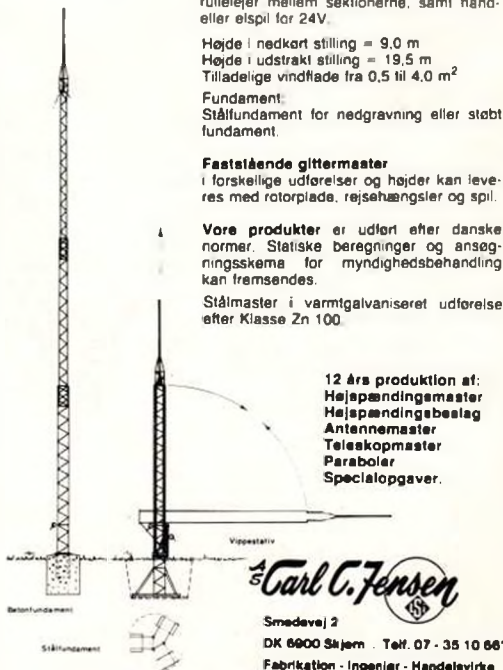 rullelejer mellem sektionerne, samt hånd-
eller elspil for 24V.
Højde i nedkørt stilling = 9,0 m
Højde i udstrakt stilling = 19,5 m
Tilladelige vindflade fra 0,5 til 4,0 m²
Fundament:
Stålfundament for nedgravning eller støbt
fundament.
Faststående gittermaster
i forskellige udførelser og højder kan leve-
res med rotorplade, rejsehængsler og spil.
Vore produkter er udført efter danske
normer. Statiske beregninger og ansøg-
ningsskema for myndighedsbehandling
kan fremsendes.
Stålmaster i varmtgalvaniseret udførelse
efter Klasse Zn 100.
12 års produktion af:
Højspændingsmaster
Højspændingsbeslag
Antennemaster
Teleskopmaster
Paraboler
Specialopgaver.
Vippestativ
Betonfundament
Stålfundament
A/S Carl C. Jensen
Smedevej 2
DK 6900 Skjern . Telf. 07 - 35 10 66
Fabrikation - Ingeniør - Handelsvirks